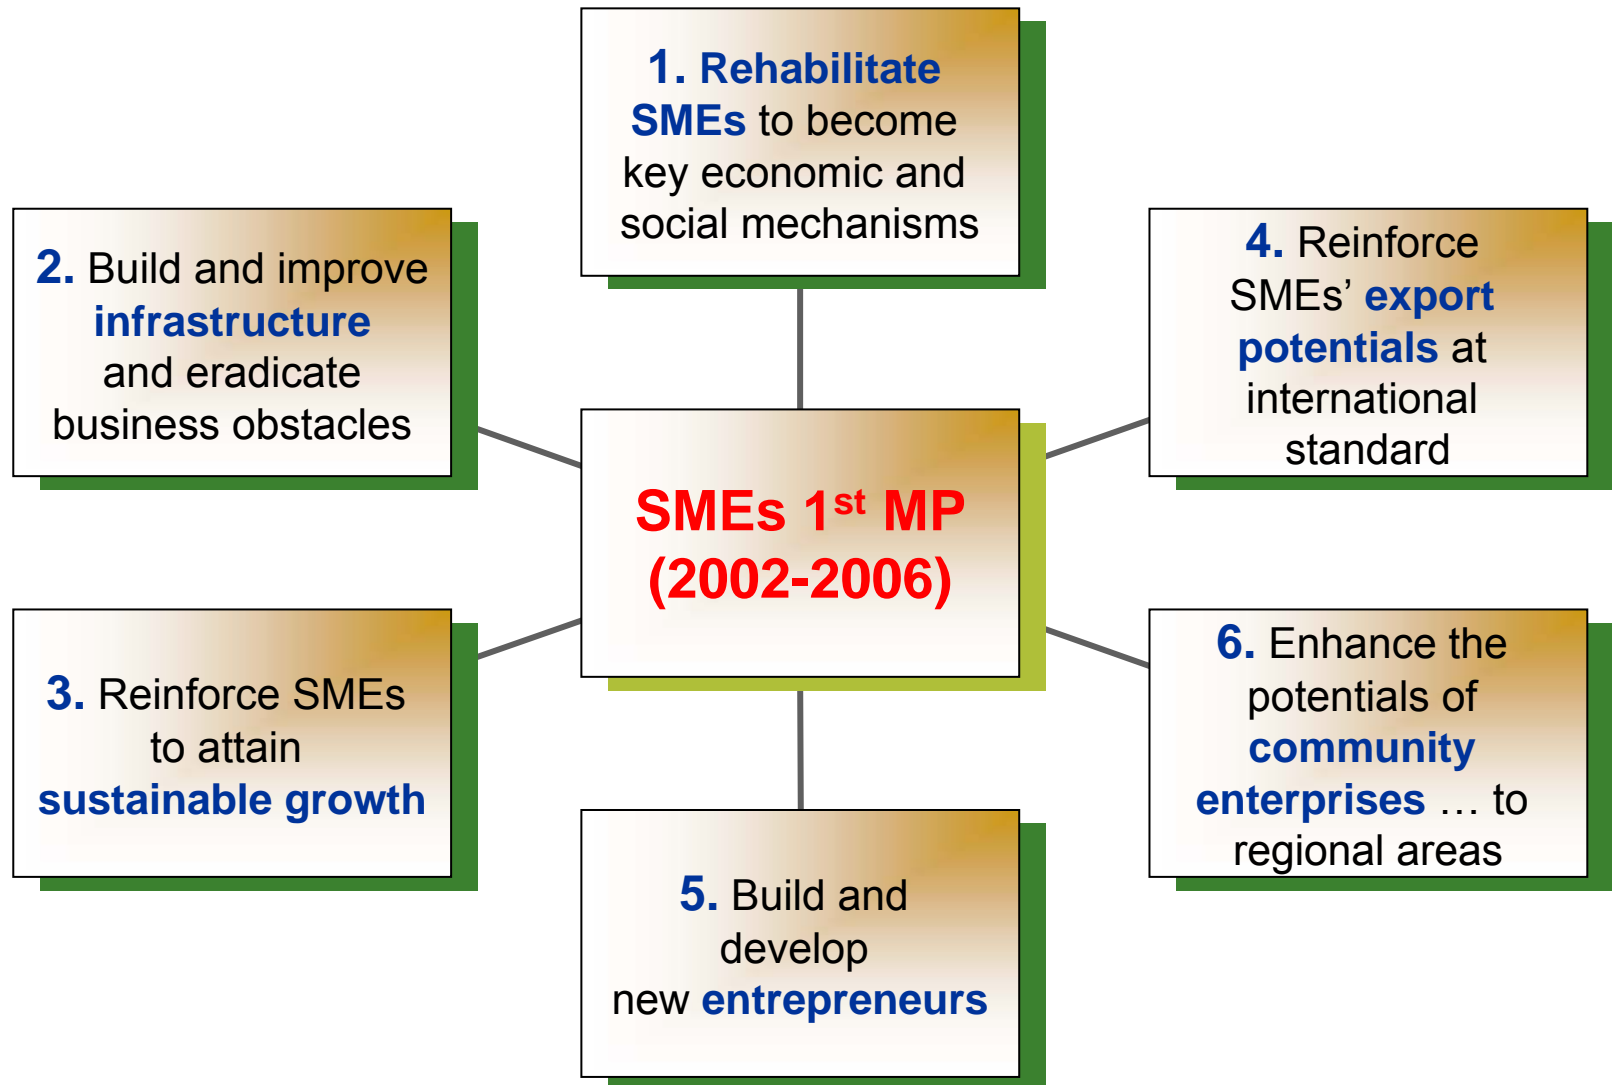 1. Rehabilitate
SMEs to become
key economic and
social mechanisms
2. Build and improve
infrastructure
and eradicate
business obstacles
4. Reinforce
SMEs’ export
potentials at
international
standard
SMEs 1st MP
(2002-2006)
3. Reinforce SMEs
to attain
sustainable growth
6. Enhance the
potentials of
community
enterprises … to
regional areas
5. Build and
develop
new entrepreneurs